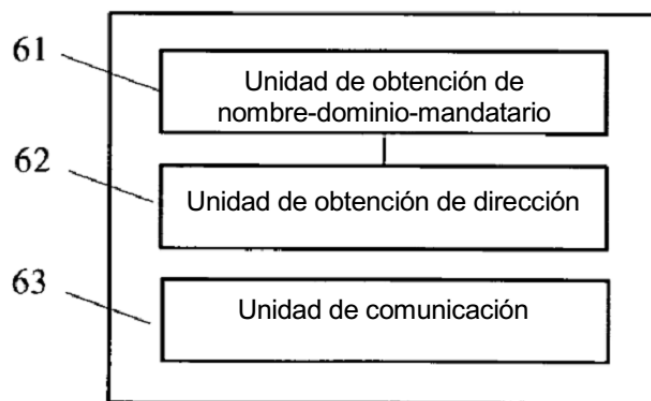 61
Unidad de obtención de
nombre-dominio-mandatario
62
Unidad de obtención de dirección
63
Unidad de comunicación